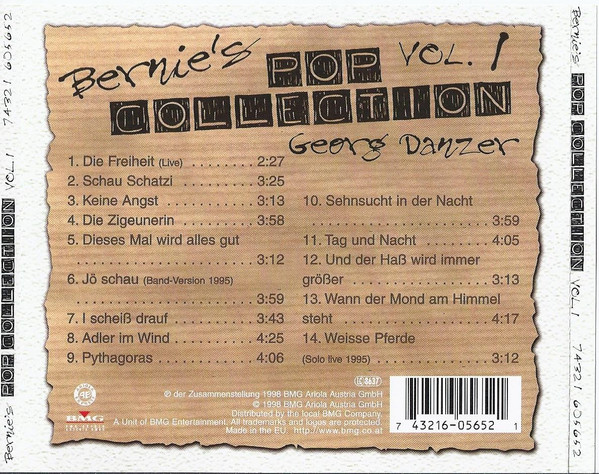 Bernie's POP VOL. 1
COLLECTION
Georg Danzer
1. Die Freiheit (Live) .......... 2:27
2. Schau Schatzi ............. 3:25
3. Keine Angst ............... 3:13
4. Die Zigeunerin ............ 3:58
5. Dieses Mal wird alles gut
.......................... 3:12
6. Jö schau (Band-Version 1995)
.......................... 3:59
7. I scheiß drauf ............. 3:43
8. Adler im Wind ............. 4:25
9. Pythagoras ................ 4:06
10. Sehnsucht in der Nacht
.......................... 3:59
11. Tag und Nacht .......... 4:05
12. Und der Haß wird immer
größer .................... 3:13
13. Wann der Mond am Himmel
steht ..................... 4:17
14. Weisse Pferde
(Solo live 1995) .............. 3:12
℗ der Zusammenstellung 1998 BMG Ariola Austria GmbH
© 1998 BMG Ariola Austria GmbH
Distributed by the local BMG Company.
A Unit of BMG Entertainment. All trademarks and logos are protected.
Made in the EU. http://www.bmg.co.at
BMG
LC 8637
7 43216-05652 1
Bernie's POP COLLECTION VOL. 1 74321 605652
Bernie's POP COLLECTION VOL. 1 74321 605652